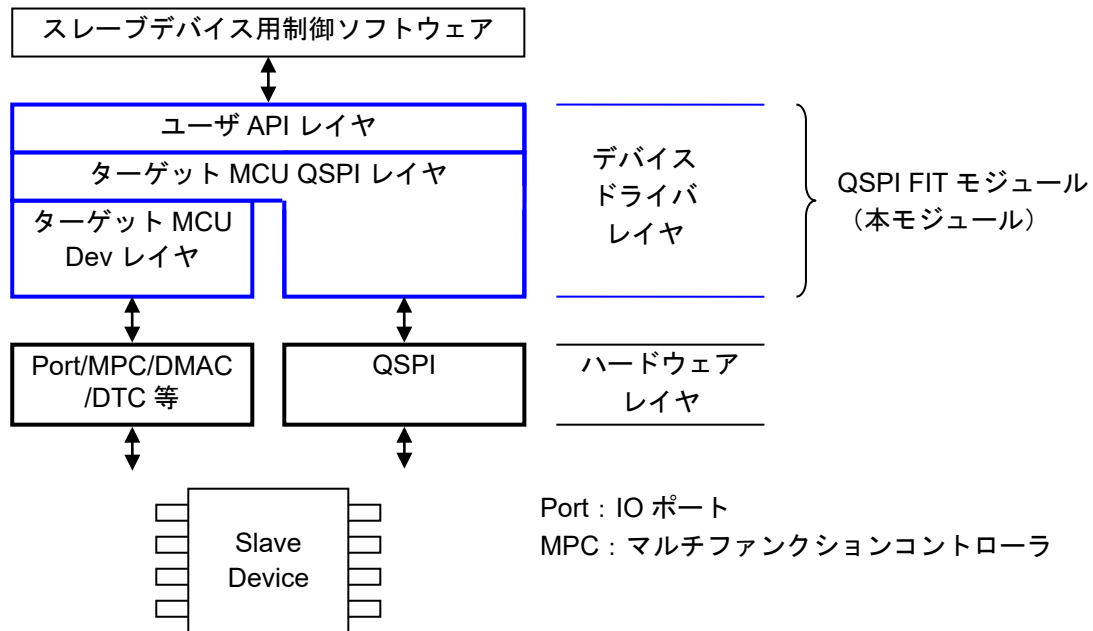 スレーブデバイス用制御ソフトウェア
ユーザ API レイヤ
ターゲット MCU QSPI レイヤ
ターゲット MCU
Dev レイヤ
デバイス
ドライバ
レイヤ
QSPI FIT モジュール
（本モジュール）
Port/MPC/DMAC
/DTC 等
QSPI
ハードウェア
レイヤ
Slave
Device
Port：IO ポート
MPC：マルチファンクションコントローラ